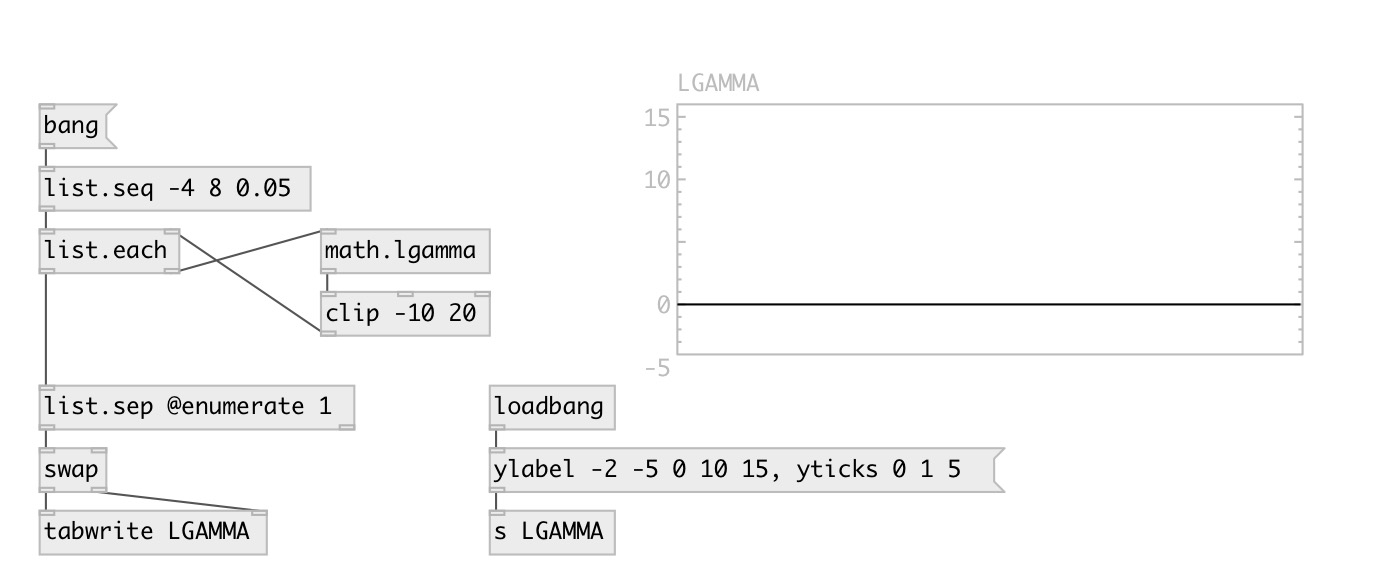 LGAMMA
bang
15
list.seq -4 8 0.05
10
list.each
math.lgamma
clip -10 20
0
-5
list.sep @enumerate 1
loadbang
swap
ylabel -2 -5 0 10 15, yticks 0 1 5
tabwrite LGAMMA
s LGAMMA